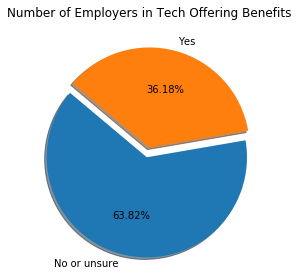 Number of Employers in Tech Offering Benefits
Yes
36.18%
63.82%
No or unsure